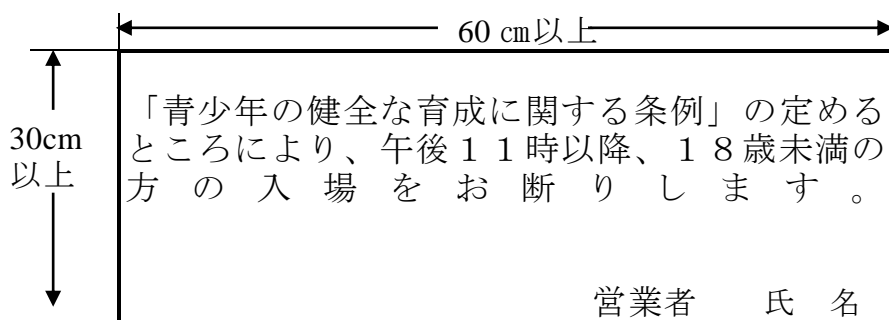 60 ㎝以上
30cm
以上
「青少年の健全な育成に関する条例」の定める
ところにより、午後１１時以降、１８歳未満の
方の入場をお断りします。
営業者　氏　名